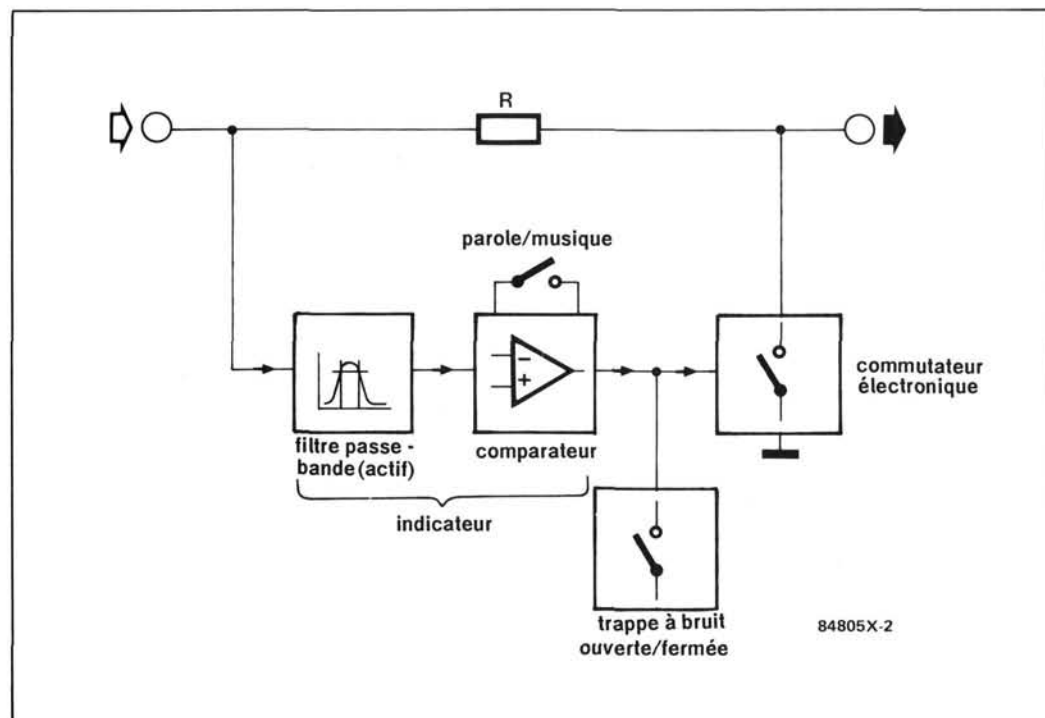 R
parole/musique
commutateur
électronique
filtre passe -
bande (actif)
comparateur
indicateur
trappe à bruit
ouverte/fermée
84805X-2